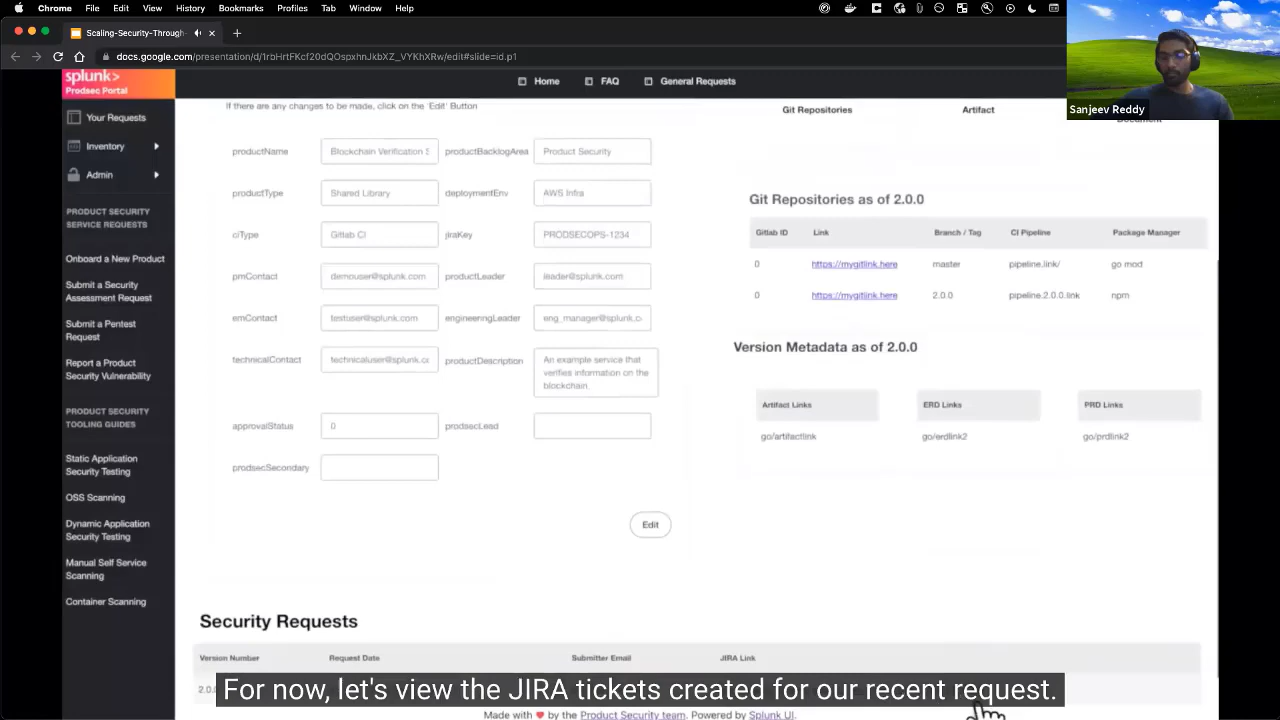 Chrome File Edit View History Bookmarks Profiles Tab Window Help
Scaling-Security-Through-
docs.google.com/presentation/d/1rbHrtFKcf20dQOspxhnJkbXZ_VYKhXRw/edit#slide=id.p1
Sanjeev Reddy
splunk>
Prodsec Portal
Home FAQ General Requests
Your Requests
Inventory
Admin
PRODUCT SECURITY
SERVICE REQUESTS
Onboard a New Product
Submit a Security
Assessment Request
Submit a Pentest
Request
Report a Product
Security Vulnerability
PRODUCT SECURITY
TOOLING GUIDES
Static Application
Security Testing
OSS Scanning
Dynamic Application
Security Testing
Manual Self Service
Scanning
Container Scanning
If there are any changes to be made, click on the 'Edit' Button
productName Blockchain Verification S productBacklogArea Product Security
productType Shared Library deploymentEnv AWS Infra
ciType Gitlab CI jiraKey PRODSECOPS-1234
pmContact demouser@splunk.com productLeader leader@splunk.com
emContact testuser@splunk.com engineeringLeader eng_manager@splunk.c
technicalContact technicaluser@splunk.cc productDescription An example service that
verifies information on the
blockchain.
approvalStatus 0 prodsecLead
prodsecSecondary
Edit
Git Repositories Artifact
Document
Git Repositories as of 2.0.0
Gitlab ID Link Branch / Tag CI Pipeline Package Manager
0 https://mygitlink.here master pipeline.link/ go mod
0 https://mygitlink.here 2.0.0 pipeline.2.0.0.link npm
Version Metadata as of 2.0.0
Artifact Links ERD Links PRD Links
go/artifactlink go/erdlink2 go/prdlink2
Security Requests
Version Number Request Date Submitter Email JIRA Link
For now, let's view the JIRA tickets created for our recent request.
Made with ❤ by the Product Security team. Powered by Splunk UI.